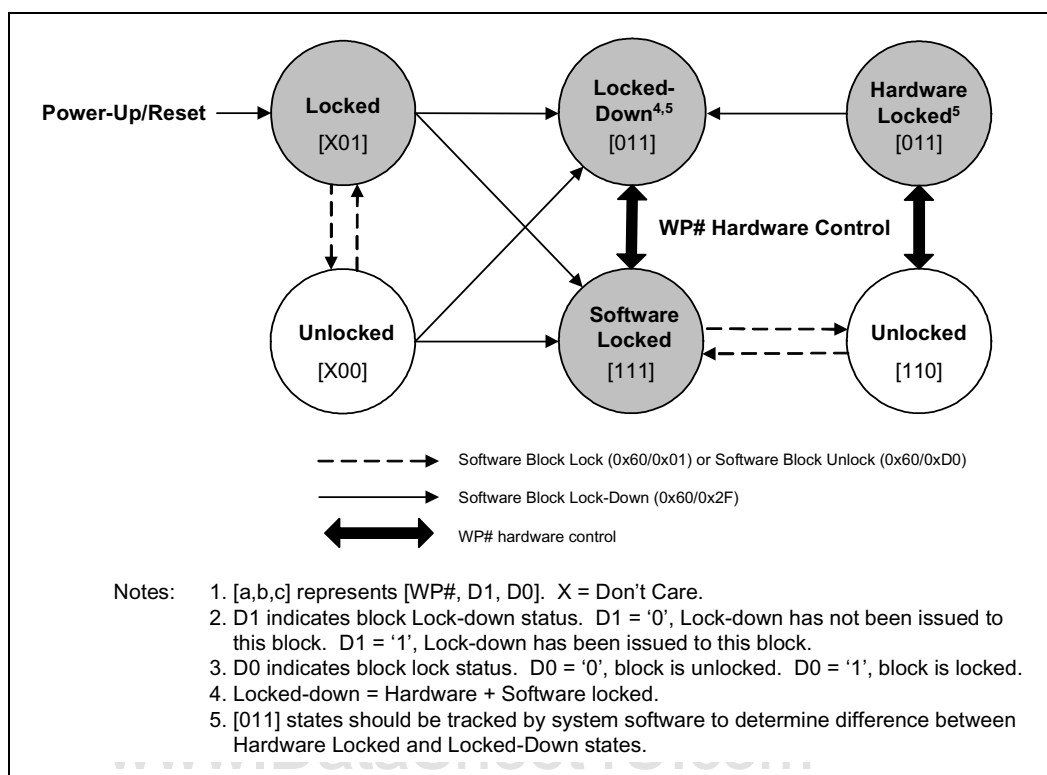 Power-Up/Reset
Locked
[X01]
Locked-
Down4,5
[011]
Hardware
Locked5
[011]
WP# Hardware Control
Unlocked
[X00]
Software
Locked
[111]
Unlocked
[110]
Software Block Lock (0x60/0x01) or Software Block Unlock (0x60/0xD0)
Software Block Lock-Down (0x60/0x2F)
WP# hardware control
Notes: 1. [a,b,c] represents [WP#, D1, D0]. X = Don’t Care.
2. D1 indicates block Lock-down status. D1 = ‘0’, Lock-down has not been issued to
this block. D1 = ‘1’, Lock-down has been issued to this block.
3. D0 indicates block lock status. D0 = ‘0’, block is unlocked. D0 = ‘1’, block is locked.
4. Locked-down = Hardware + Software locked.
5. [011] states should be tracked by system software to determine difference between
Hardware Locked and Locked-Down states.